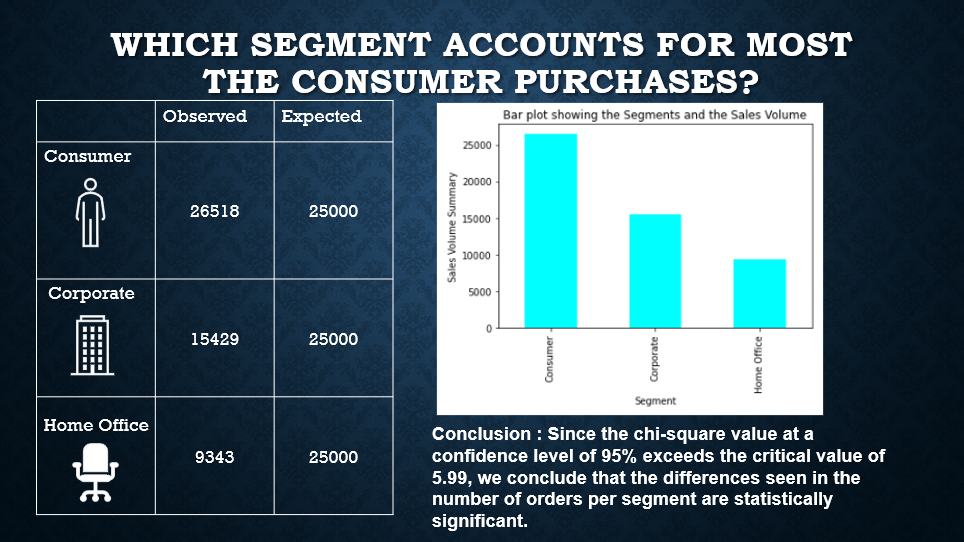 WHICH SEGMENT ACCOUNTS FOR MOST
THE CONSUMER PURCHASES?
Observed Expected
Consumer
26518 25000
Corporate
15429 25000
Home Office
9343 25000
Bar plot showing the Segments and the Sales Volume
Sales Volume Summary
25000
20000
15000
10000
5000
0
Consumer
Corporate
Home Office
Segment
Conclusion : Since the chi-square value at a
confidence level of 95% exceeds the critical value of
5.99, we conclude that the differences seen in the
number of orders per segment are statistically
significant.